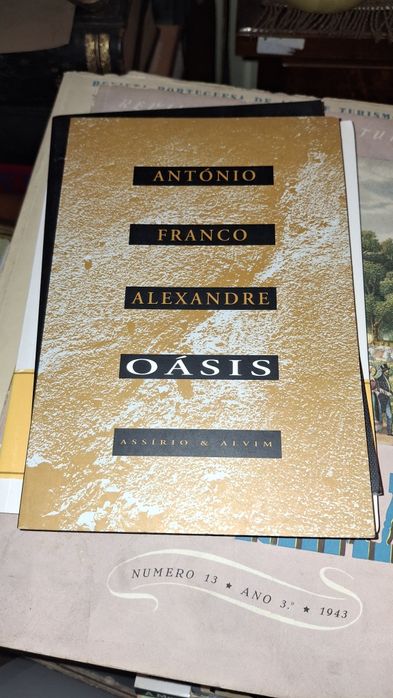 ANTÓNIO
FRANCO
ALEXANDRE
OÁSIS
ASSÍRIO & ALVIM
NUMERO 13 ★ ANO 3.º ★ 1943